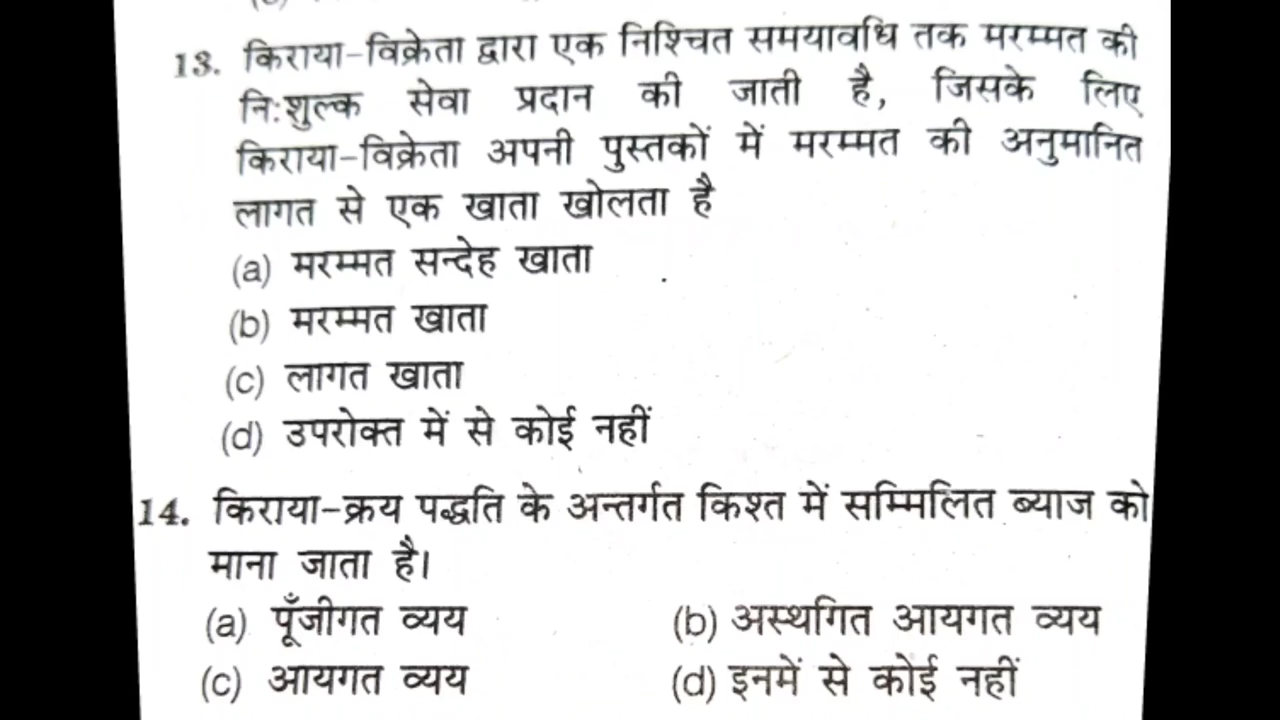 13. किराया-विक्रेता द्वारा एक निश्चित समयावधि तक मरम्मत की
नि:शुल्क सेवा प्रदान की जाती है, जिसके लिए
किराया-विक्रेता अपनी पुस्तकों में मरम्मत की अनुमानित
लागत से एक खाता खोलता है
(a) मरम्मत सन्देह खाता
(b) मरम्मत खाता
(c) लागत खाता
(d) उपरोक्त में से कोई नहीं
14. किराया-क्रय पद्धति के अन्तर्गत किश्त में सम्मिलित ब्याज को
माना जाता है।
(a) पूँजीगत व्यय (b) अस्थगित आयगत व्यय
(c) आयगत व्यय (d) इनमें से कोई नहीं